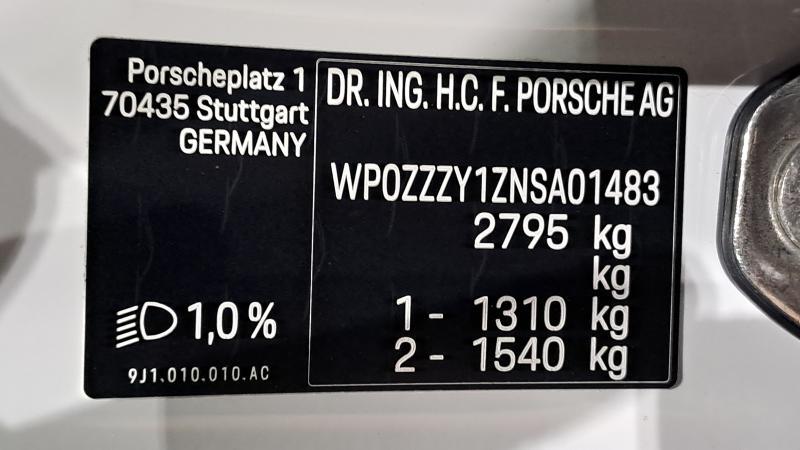 Porscheplatz 1
70435 Stuttgart
GERMANY
1,0%
9J1.010.010.AC
DR. ING. H.C. F. PORSCHE AG
WP0ZZZY1ZNSA01483
2795 kg
kg
1 - 1310 kg
2 - 1540 kg